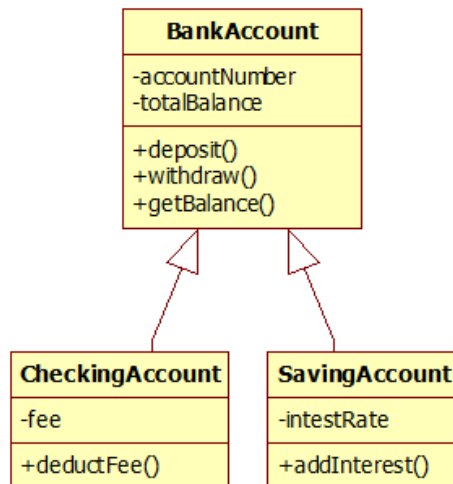 BankAccount
-accountNumber
-totalBalance
+deposit()
+withdraw()
+getBalance()
CheckingAccount
-fee
+deductFee()
SavingAccount
-intestRate
+addInterest()